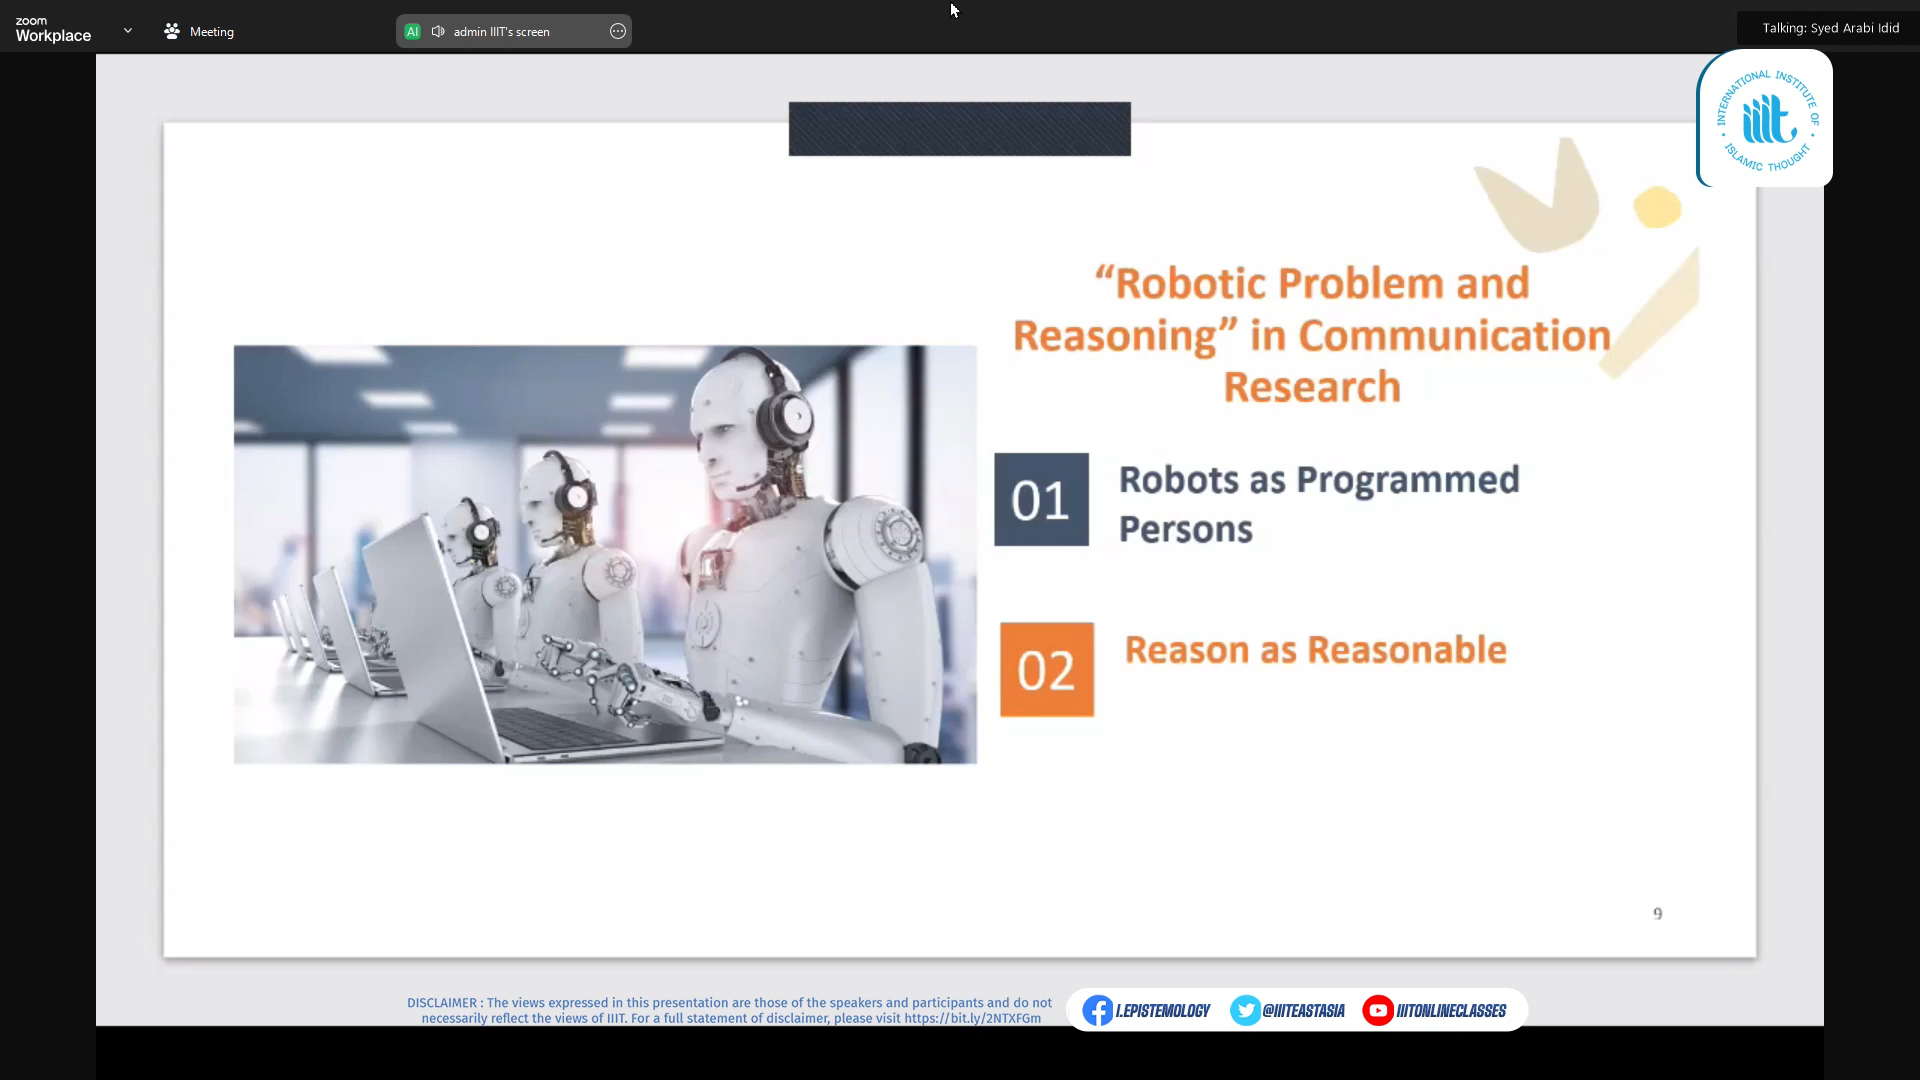 zoom
Workplace
Meeting
AI
admin IIIT's screen
Talking: Syed Arabi Idid
INTERNATIONAL INSTITUTE OF
iiit
ISLAMIC THOUGHT
“Robotic Problem and
Reasoning” in Communication
Research
01
Robots as Programmed
Persons
02
Reason as Reasonable
9
DISCLAIMER : The views expressed in this presentation are those of the speakers and participants and do not
necessarily reflect the views of IIIT. For a full statement of disclaimer, please visit https://bit.ly/2NTXFGm
I.EPISTEMOLOGY
@IIITEASTASIA
IIITONLINECLASSES